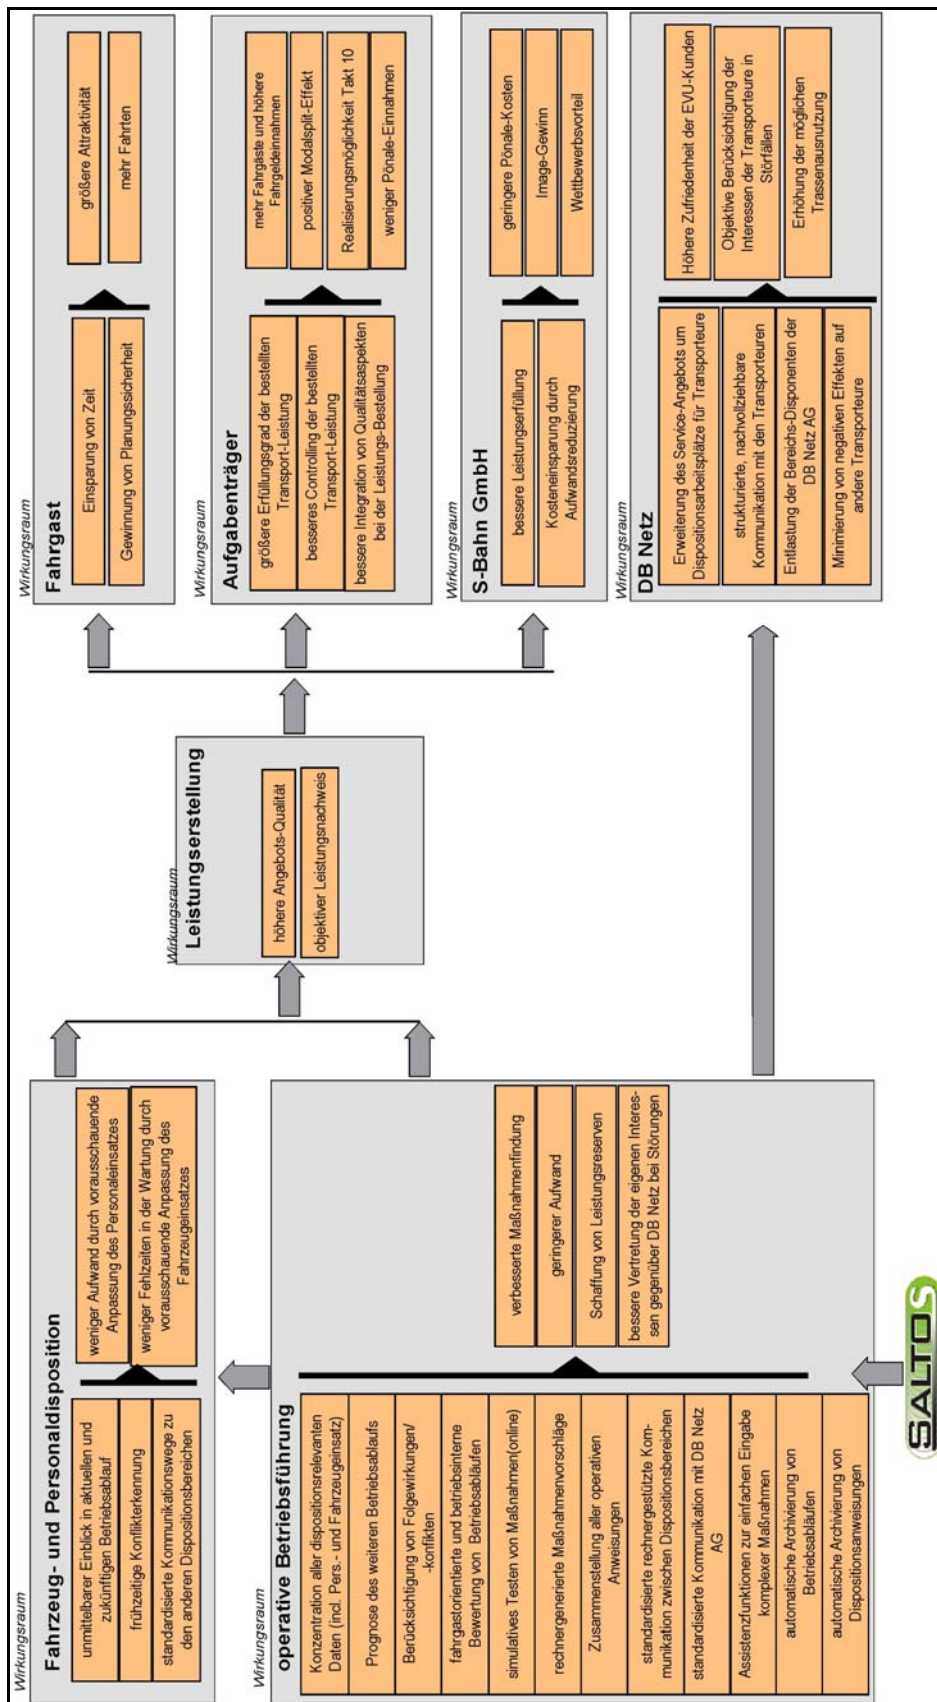 Wirkungsraum
Fahrzeug- und Personaldisposition
unmittelbarer Einblick in aktuellen und
zukünftigen Betriebsablauf
frühzeitige Konflikterkennung
standardisierte Kommunikationswege zu
den anderen Dispositionsbereichen
weniger Aufwand durch vorausschauende
Anpassung des Personaleinsatzes
weniger Fehlzeiten in der Wartung durch
vorausschauende Anpassung des
Fahrzeugeinsatzes
Wirkungsraum
operative Betriebsführung
Konzentration aller dispositionsrelevanten
Daten (incl. Pers.- und Fahrzeugeinsatz)
Prognose des weiteren Betriebsablaufs
Berücksichtigung von Folgewirkungen/
-konflikten
fahrgastorientierte und betriebsinterne
Bewertung von Betriebsabläufen
simulatives Testen von Maßnahmen(online)
rechnergenerierte Maßnahmenvorschläge
Zusammenstellung aller operativen
Anweisungen
standardisierte rechnergestützte Kom-
munikation zwischen Dispositionsbereichen
standardisierte Kommunikation mit DB Netz
AG
Assistenzfunktionen zur einfachen Eingabe
komplexer Maßnahmen
automatische Archivierung von
Betriebsabläufen
automatische Archivierung von
Dispositionsanweisungen
verbesserte Maßnahmenfindung
geringerer Aufwand
Schaffung von Leistungsreserven
bessere Vertretung der eigenen Interes-
sen gegenüber DB Netz bei Störungen
SALTOS
Wirkungsraum
Leistungserstellung
höhere Angebots-Qualität
objektiver Leistungsnachweis
Wirkungsraum
Fahrgast
Einsparung von Zeit
Gewinnung von Planungssicherheit
größere Attraktivität
mehr Fahrten
Wirkungsraum
Aufgabenträger
größere Erfüllungsgrad der bestellten
Transport-Leistung
besseres Controlling der bestellten
Transport-Leistung
bessere Integration von Qualitätsaspekten
bei der Leistungs-Bestellung
mehr Fahrgäste und höhere
Fahrgeldeinnahmen
positiver Modalsplit-Effekt
Realisierungsmöglichkeit Takt 10
weniger Pönale-Einnahmen
Wirkungsraum
S-Bahn GmbH
bessere Leistungserfüllung
Kosteneinsparung durch
Aufwandsreduzierung
geringere Pönale-Kosten
Image-Gewinn
Wettbewerbsvorteil
Wirkungsraum
DB Netz
Erweiterung des Service-Angebots um
Dispositionsarbeitsplätze für Transporteure
strukturierte, nachvollziehbare
Kommunikation mit den Transporteuren
Entlastung der Bereichs-Disponenten der
DB Netz AG
Minimierung von negativen Effekten auf
andere Transporteure
Höhere Zufriedenheit der EVU-Kunden
Objektive Berücksichtigung der
Interessen der Transporteure in
Störfällen
Erhöhung der möglichen
Trassenausnutzung